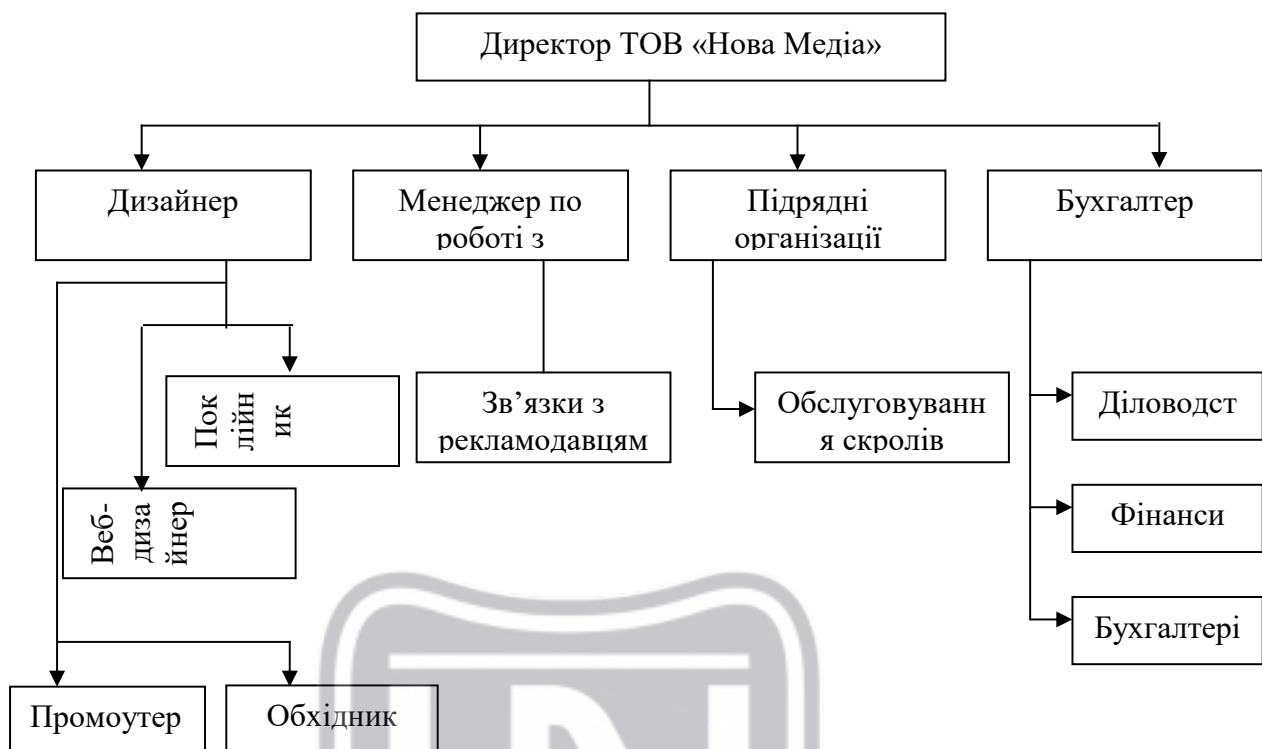 Директор ТОВ «Нова Медіа»
Дизайнер
Менеджер по
роботі з
Підрядні
організації
Бухгалтер
Пок
лійн
ик
Зв’язки з
рекламодавцям
Обслуговуванн
я скролів
Діловодст
Веб-
диза
йнер
Фінанси
Бухгалтері
Промоутер
Обхідник